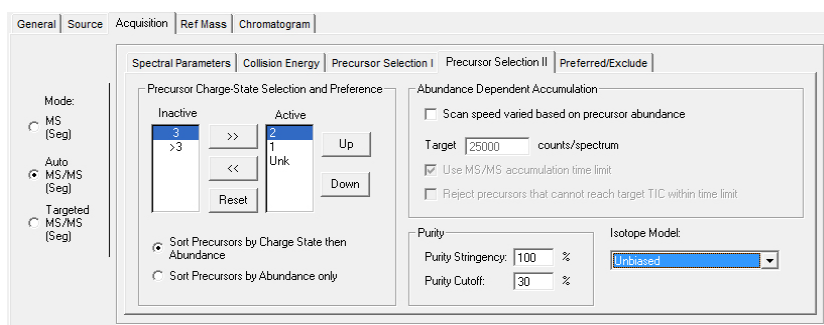 General Source Acquisition Ref Mass Chromatogram
Spectral Parameters Collision Energy Precursor Selection I Precursor Selection II Preferred/Exclude
Mode:
MS
(Seg)
Auto
MS/MS
(Seg)
Targeted
MS/MS
(Seg)
Precursor Charge-State Selection and Preference
Inactive
3
>3
>>
<<
Reset
Active
2
1
Unk
Up
Down
Sort Precursors by Charge State then
Abundance
Sort Precursors by Abundance only
Abundance Dependent Accumulation
Scan speed varied based on precursor abundance
Target 25000 counts/spectrum
Use MS/MS accumulation time limit
Reject precursors that cannot reach target TIC within time limit
Purity
Purity Stringency: 100 %
Purity Cutoff: 30 %
Isotope Model:
Unbiased